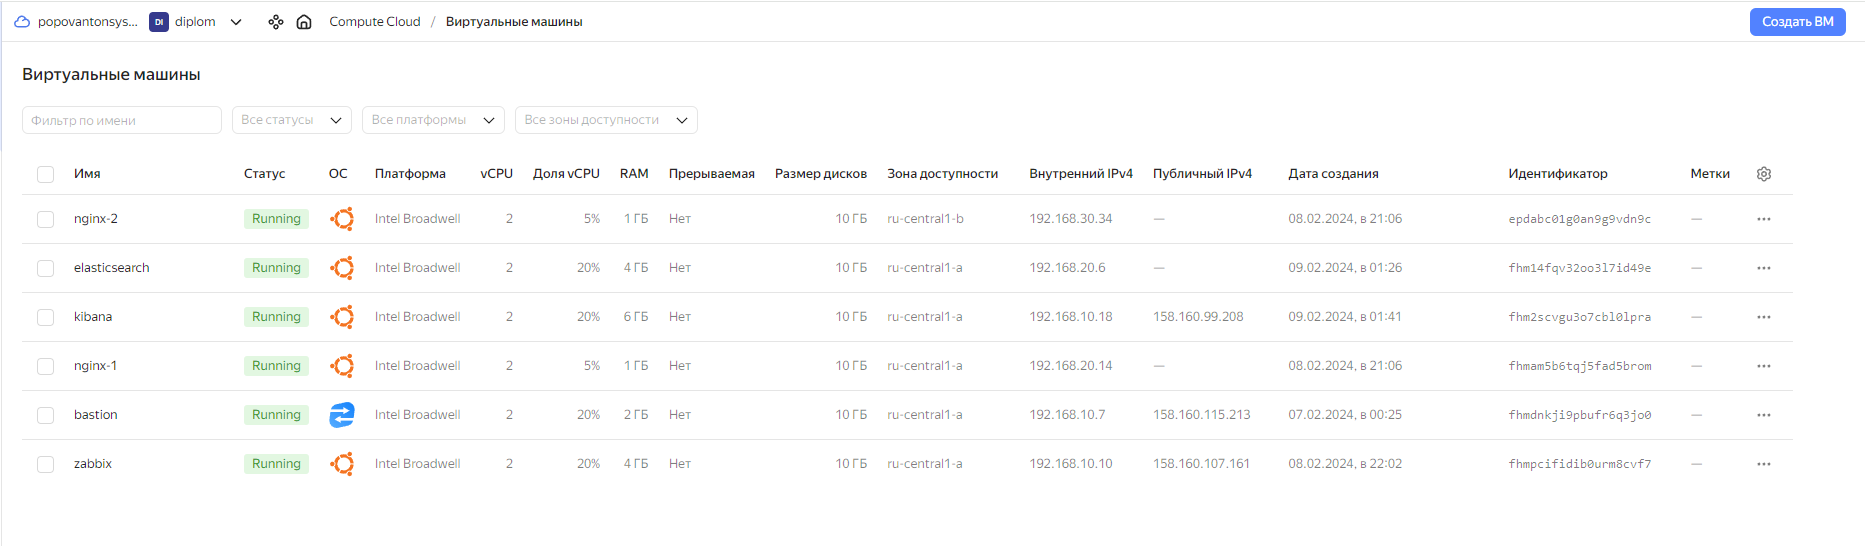 popovantonsys... DI diplom Compute Cloud / Виртуальные машины Создать ВМ
Виртуальные машины
Фильтр по имени Все статусы Все платформы Все зоны доступности
Имя Статус ОС Платформа vCPU Доля vCPU RAM Прерываемая Размер дисков Зона доступности Внутренний IPv4 Публичный IPv4 Дата создания Идентификатор Метки
nginx-2 Running Intel Broadwell 2 5% 1 ГБ Нет 10 ГБ ru-central1-b 192.168.30.34 — 08.02.2024, в 21:06 epdabc01g0an9g9vdn9c — ...
elasticsearch Running Intel Broadwell 2 20% 4 ГБ Нет 10 ГБ ru-central1-a 192.168.20.6 — 09.02.2024, в 01:26 fhm14fqv32oo3l7id49e — ...
kibana Running Intel Broadwell 2 20% 6 ГБ Нет 10 ГБ ru-central1-a 192.168.10.18 158.160.99.208 09.02.2024, в 01:41 fhm2scvgu3o7cbl0lpra — ...
nginx-1 Running Intel Broadwell 2 5% 1 ГБ Нет 10 ГБ ru-central1-a 192.168.20.14 — 08.02.2024, в 21:06 fhmam5b6tqj5fad5brom — ...
bastion Running Intel Broadwell 2 20% 2 ГБ Нет 10 ГБ ru-central1-a 192.168.10.7 158.160.115.213 07.02.2024, в 00:25 fhmdnkji9pbufr6q3jo0 — ...
zabbix Running Intel Broadwell 2 20% 4 ГБ Нет 10 ГБ ru-central1-a 192.168.10.10 158.160.107.161 08.02.2024, в 22:02 fhmpcifidib0urm8cvf7 — ...